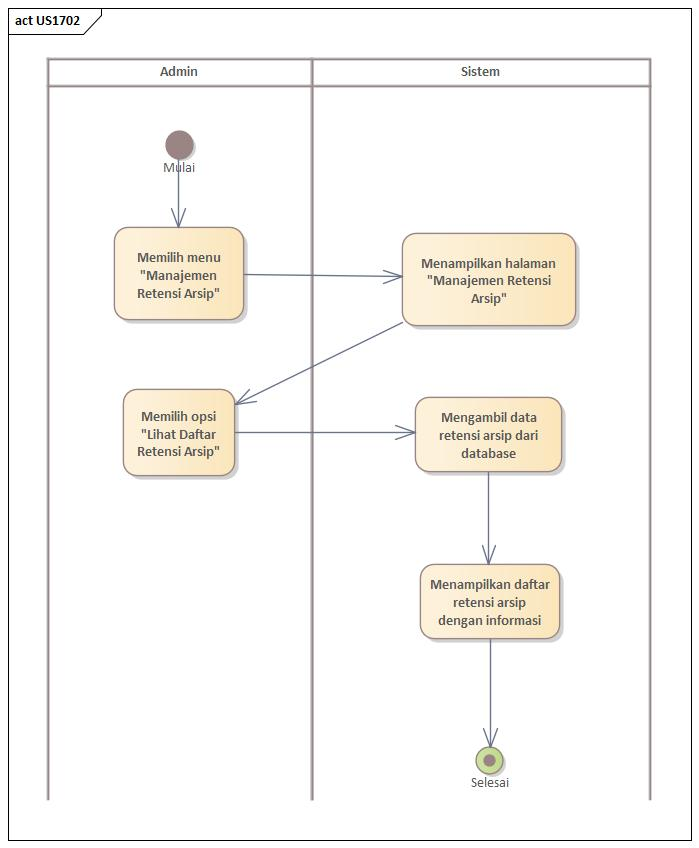 act US1702
Admin
Sistem
Mulai
Memilih menu
"Manajemen
Retensi Arsip"
Menampilkan halaman
"Manajemen Retensi
Arsip"
Memilih opsi
"Lihat Daftar
Retensi Arsip"
Mengambil data
retensi arsip dari
database
Menampilkan daftar
retensi arsip
dengan informasi
Selesai